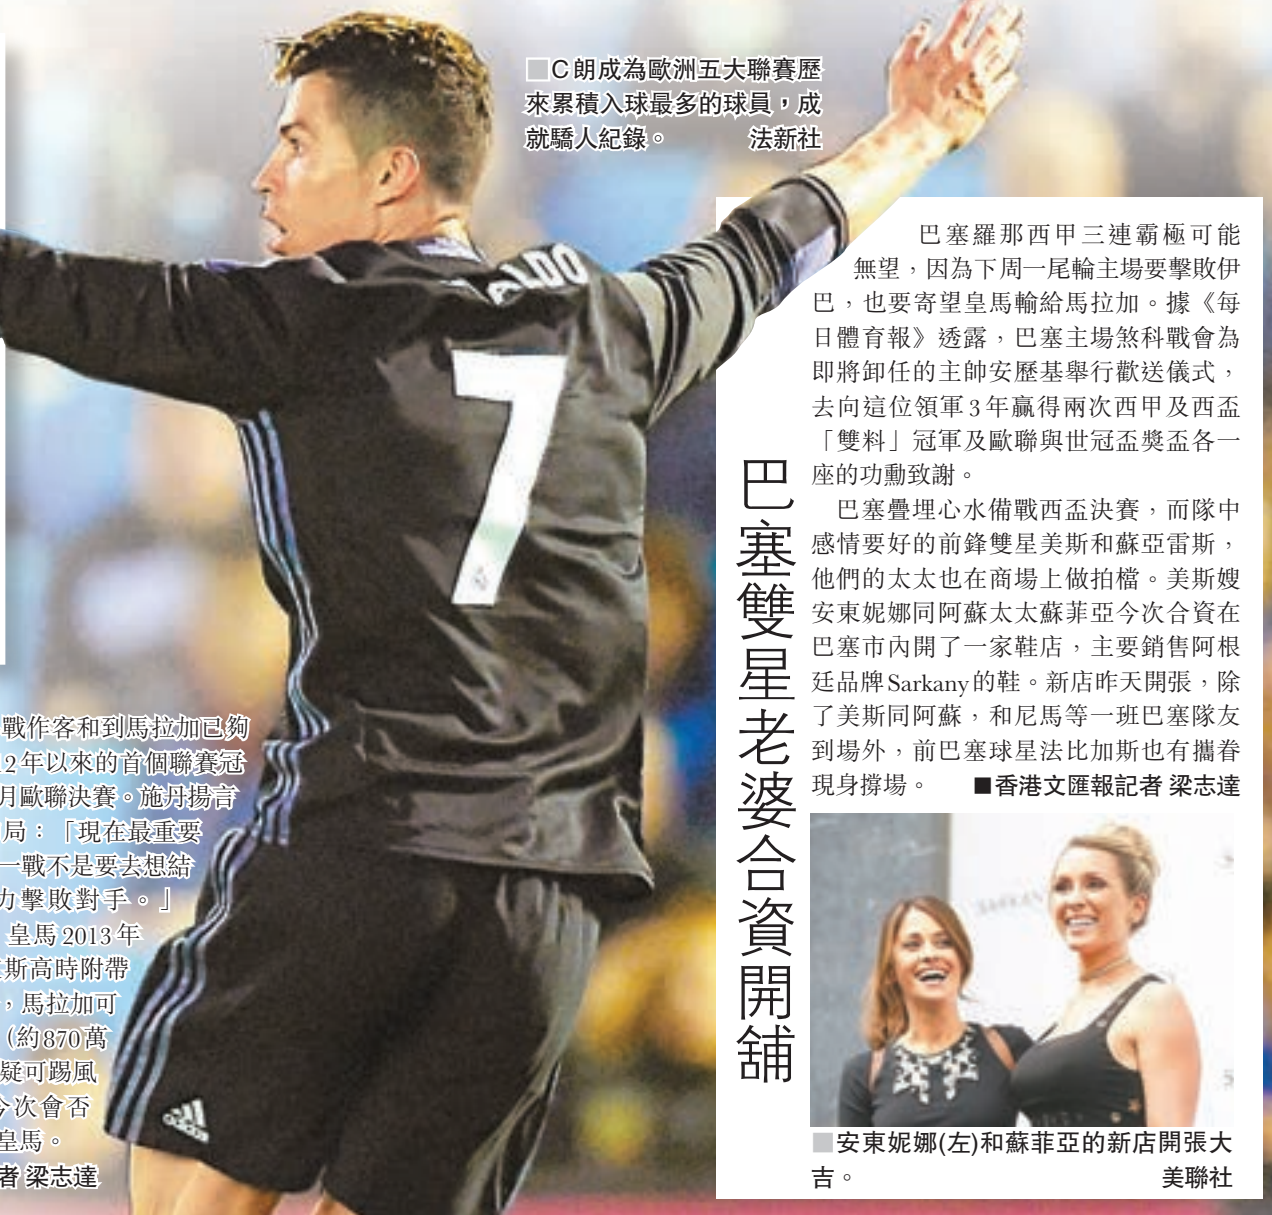 □C朗成為歐洲五大聯賽歷
來累積入球最多的球員，成
就驕人紀錄。 法新社
ALDO
7
adidas
戰作客和到馬拉加已夠
12年以來的首個聯賽冠
月歐聯決賽。施丹揚言
局：「現在最重要
一戰不是要去想結
力擊敗對手。」
皇馬2013年
斯高時附帶
，馬拉加可
（約870萬
疑可踢風
今次會否
皇馬。
者 梁志達
巴塞雙星老婆合資開舖
巴塞羅那西甲三連霸極可能
無望，因為下周一尾輪主場要擊敗伊
巴，也要寄望皇馬輸給馬拉加。據《每
日體育報》透露，巴塞主場煞科戰會為
即將卸任的主帥安歷基舉行歡送儀式，
去向這位領軍3年贏得兩次西甲及西盃
「雙料」冠軍及歐聯與世冠盃獎盃各一
座的功勳致謝。
巴塞疊埋心水備戰西盃決賽，而隊中
感情要好的前鋒雙星美斯和蘇亞雷斯，
他們的太太也在商場上做拍檔。美斯嫂
安東妮娜同阿蘇太太蘇菲亞今次合資在
巴塞市內開了一家鞋店，主要銷售阿根
廷品牌Sarkany的鞋。新店昨天開張，除
了美斯同阿蘇，和尼馬等一班巴塞隊友
到場外，前巴塞球星法比加斯也有攜眷
現身撐場。 ■香港文匯報記者 梁志達
SARKAN
■安東妮娜(左)和蘇菲亞的新店開張大
吉。 美聯社